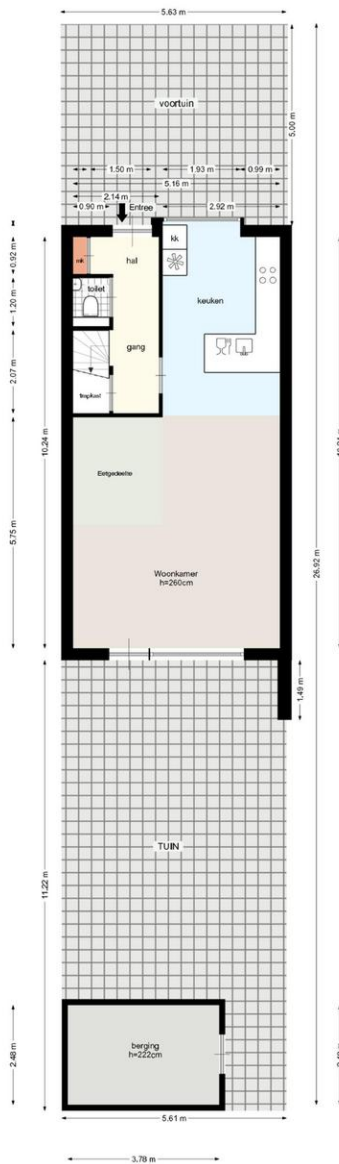 5.63 m
voortuin
5.00 m
1.50 m
1.93 m
0.99 m
5.16 m
2.14 m
0.90 m
Entree
2.92 m
0.92 m
1.20 m
2.07 m
5.75 m
10.24 m
mk
hal
kk
toilet
keuken
gang
trapkast
Eetgedeelte
Woonkamer
h=260cm
26.92 m
1.49 m
11.22 m
TUIN
2.48 m
berging
h=222cm
5.61 m
3.78 m